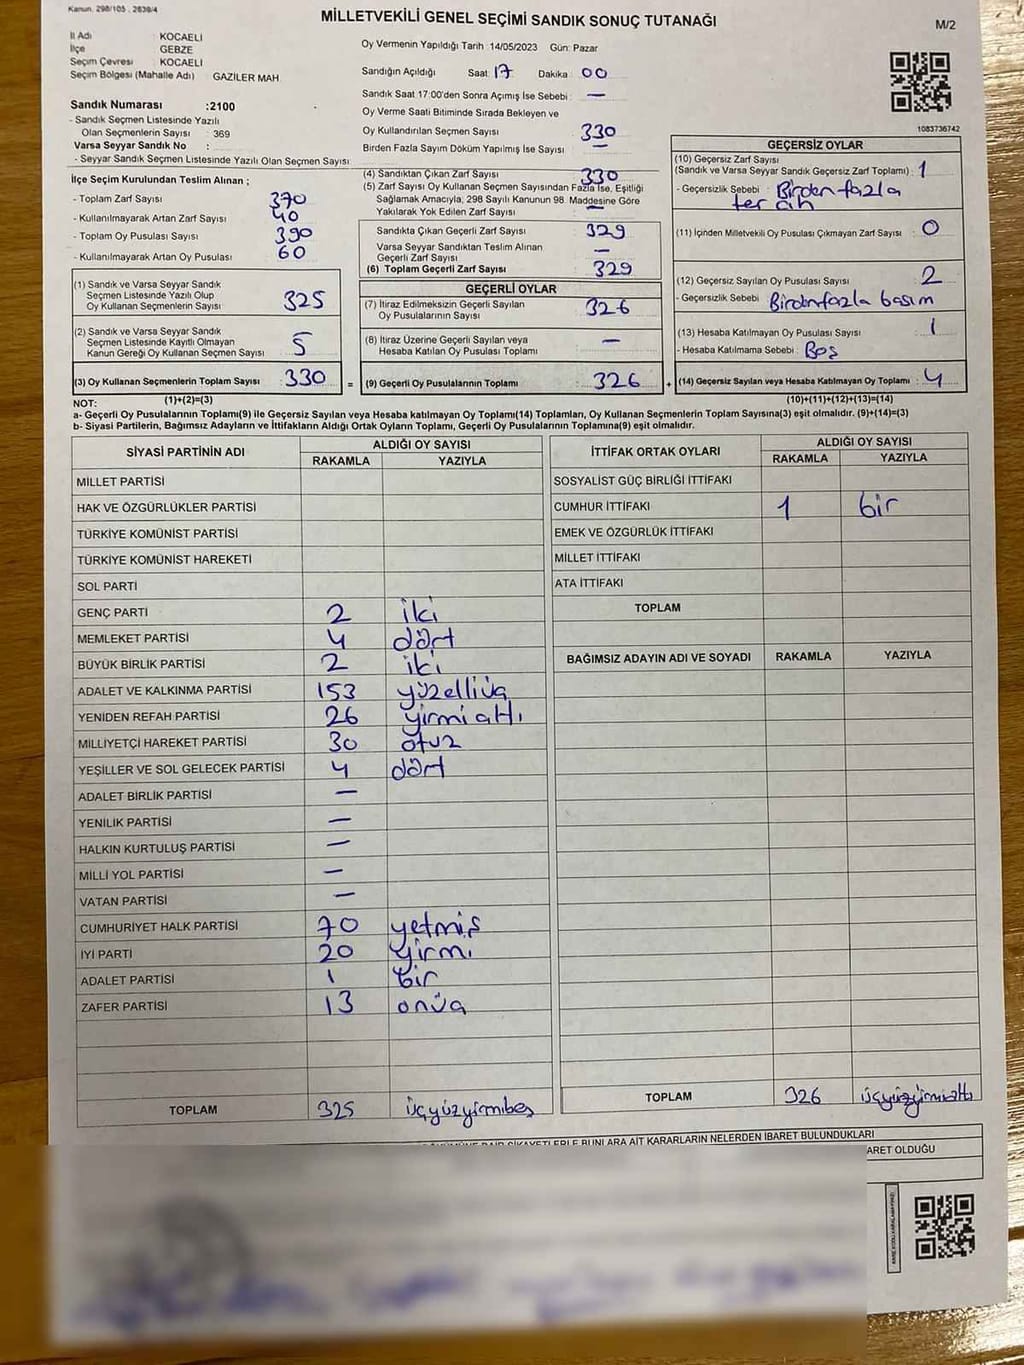 Kanun. 298/105 . 2839/4
MİLLETVEKİLİ GENEL SEÇİMİ SANDIK SONUÇ TUTANAĞI
M/2
İl Adı : KOCAELİ
İlçe : GEBZE
Seçim Çevresi : KOCAELİ
Seçim Bölgesi (Mahalle Adı) : GAZİLER MAH.
Sandık Numarası :2100
- Sandık Seçmen Listesinde Yazılı
Olan Seçmenlerin Sayısı : 369
Varsa Seyyar Sandık No :
- Seyyar Sandık Seçmen Listesinde Yazılı Olan Seçmen Sayısı:
Oy Vermenin Yapıldığı Tarih :14/05/2023 Gün: Pazar
Sandığın Açıldığı Saat : 17 Dakika : 00
Sandık Saat 17:00'den Sonra Açımış İse Sebebi : —
Oy Verme Saati Bitiminde Sırada Bekleyen ve
Oy Kullandırılan Seçmen Sayısı : 330
Birden Fazla Sayım Döküm Yapılmış İse Sayısı : —
1083736742
İlçe Seçim Kurulundan Teslim Alınan ;
- Toplam Zarf Sayısı : 370
- Kullanılmayarak Artan Zarf Sayısı : 40
- Toplam Oy Pusulası Sayısı : 390
- Kullanılmayarak Artan Oy Pusulası : 60
(4) Sandıktan Çıkan Zarf Sayısı : 330
(5) Zarf Sayısı Oy Kullanan Seçmen Sayısından Fazla İse, Eşitliği
Sağlamak Amacıyla, 298 Sayılı Kanunun 98. Maddesine Göre
Yakılarak Yok Edilen Zarf Sayısı : —
Sandıkta Çıkan Geçerli Zarf Sayısı : 329
Varsa Seyyar Sandıktan Teslim Alınan
Geçerli Zarf Sayısı : —
(6) Toplam Geçerli Zarf Sayısı : 329
GEÇERSİZ OYLAR
(10) Geçersiz Zarf Sayısı
(Sandık ve Varsa Seyyar Sandık Geçersiz Zarf Toplamı) : 1
- Geçersizlik Sebebi : Birden fazla
tercih
(11) İçinden Milletvekili Oy Pusulası Çıkmayan Zarf Sayısı : 0
(12) Geçersiz Sayılan Oy Pusulası Sayısı : 2
- Geçersizlik Sebebi : Birden fazla basım
(13) Hesaba Katılmayan Oy Pusulası Sayısı : 1
- Hesaba Katılmama Sebebi : Boş
(14) Geçersiz Sayılan veya Hesaba Katılmayan Oy Toplamı : 4
(1) Sandık ve Varsa Seyyar Sandık
Seçmen Listesinde Yazılı Olup
Oy Kullanan Seçmenlerin Sayısı : 325
(2) Sandık ve Varsa Seyyar Sandık
Seçmen Listesinde Kayıtlı Olmayan
Kanun Gereği Oy Kullanan Seçmen Sayısı : 5
(3) Oy Kullanan Seçmenlerin Toplam Sayısı : 330 =
GEÇERLİ OYLAR
(7) İtiraz Edilmeksizin Geçerli Sayılan
Oy Pusulalarının Sayısı : 326
(8) İtiraz Üzerine Geçerli Sayılan veya
Hesaba Katılan Oy Pusulası Toplamı : —
(9) Geçerli Oy Pusulalarının Toplamı : 326 +
NOT: (1)+(2)=(3) (10)+(11)+(12)+(13)=(14)
a- Geçerli Oy Pusulalarının Toplamı(9) ile Geçersiz Sayılan veya Hesaba katılmayan Oy Toplamı(14) Toplamları, Oy Kullanan Seçmenlerin Toplam Sayısına(3) eşit olmalıdır. (9)+(14)=(3)
b- Siyasi Partilerin, Bağımsız Adayların ve İttifakların Aldığı Ortak Oyların Toplamı, Geçerli Oy Pusulalarının Toplamına(9) eşit olmalıdır.
SİYASİ PARTİNİN ADI ALDIĞI OY SAYISI
RAKAMLA YAZIYLA
MİLLET PARTİSİ
HAK VE ÖZGÜRLÜKLER PARTİSİ
TÜRKİYE KOMÜNİST PARTİSİ
TÜRKİYE KOMÜNİST HAREKETİ
SOL PARTİ
GENÇ PARTİ 2 iki
MEMLEKET PARTİSİ 4 dört
BÜYÜK BİRLİK PARTİSİ 2 iki
ADALET VE KALKINMA PARTİSİ 153 yüzelliüç
YENİDEN REFAH PARTİSİ 26 yirmialtı
MİLLİYETÇİ HAREKET PARTİSİ 30 otuz
YEŞİLLER VE SOL GELECEK PARTİSİ 4 dört
ADALET BİRLİK PARTİSİ —
YENİLİK PARTİSİ —
HALKIN KURTULUŞ PARTİSİ —
MİLLİ YOL PARTİSİ —
VATAN PARTİSİ —
CUMHURİYET HALK PARTİSİ 70 yetmiş
İYİ PARTİ 20 yirmi
ADALET PARTİSİ 1 bir
ZAFER PARTİSİ 13 onüç
TOPLAM 325 üçyüzyirmibeş
İTTİFAK ORTAK OYLARI ALDIĞI OY SAYISI
RAKAMLA YAZIYLA
SOSYALİST GÜÇ BİRLİĞİ İTTİFAKI
CUMHUR İTTİFAKI 1 bir
EMEK VE ÖZGÜRLÜK İTTİFAKI
MİLLET İTTİFAKI
ATA İTTİFAKI
TOPLAM
BAĞIMSIZ ADAYIN ADI VE SOYADI RAKAMLA YAZIYLA
TOPLAM 326 üçyüzyirmialtı
ŞİKAYETLERLE BUNLARA AİT KARARLARIN NELERDEN İBARET BULUNDUKLARI
OLDUĞU